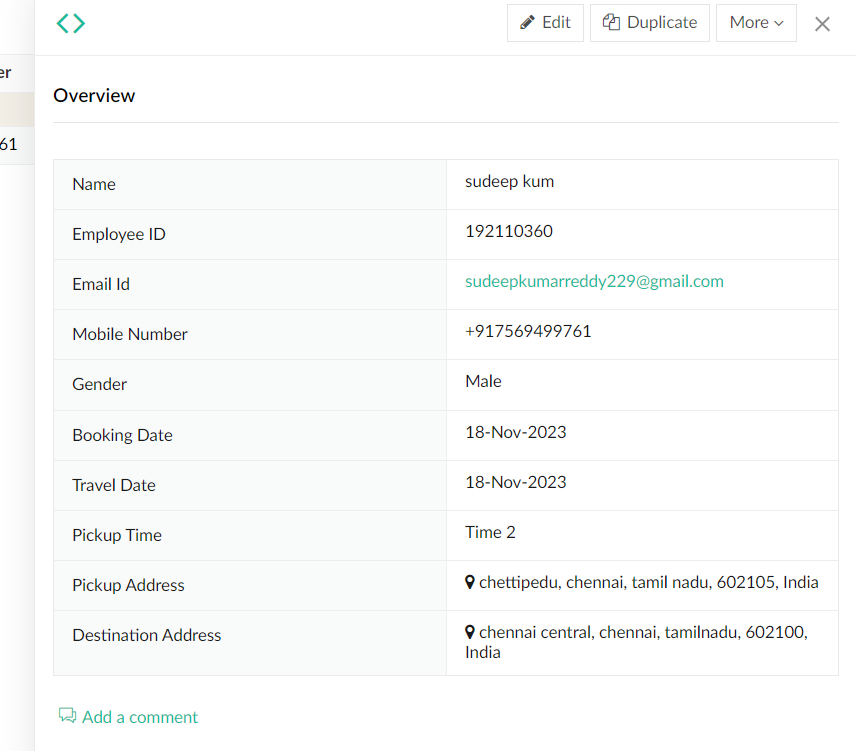 Edit Duplicate More
er
Overview
61
Name sudeep kum
Employee ID 192110360
Email Id sudeepkumarreddy229@gmail.com
Mobile Number +917569499761
Gender Male
Booking Date 18-Nov-2023
Travel Date 18-Nov-2023
Pickup Time Time 2
Pickup Address chettipedu, chennai, tamil nadu, 602105, India
Destination Address chennai central, chennai, tamilnadu, 602100,
India
Add a comment